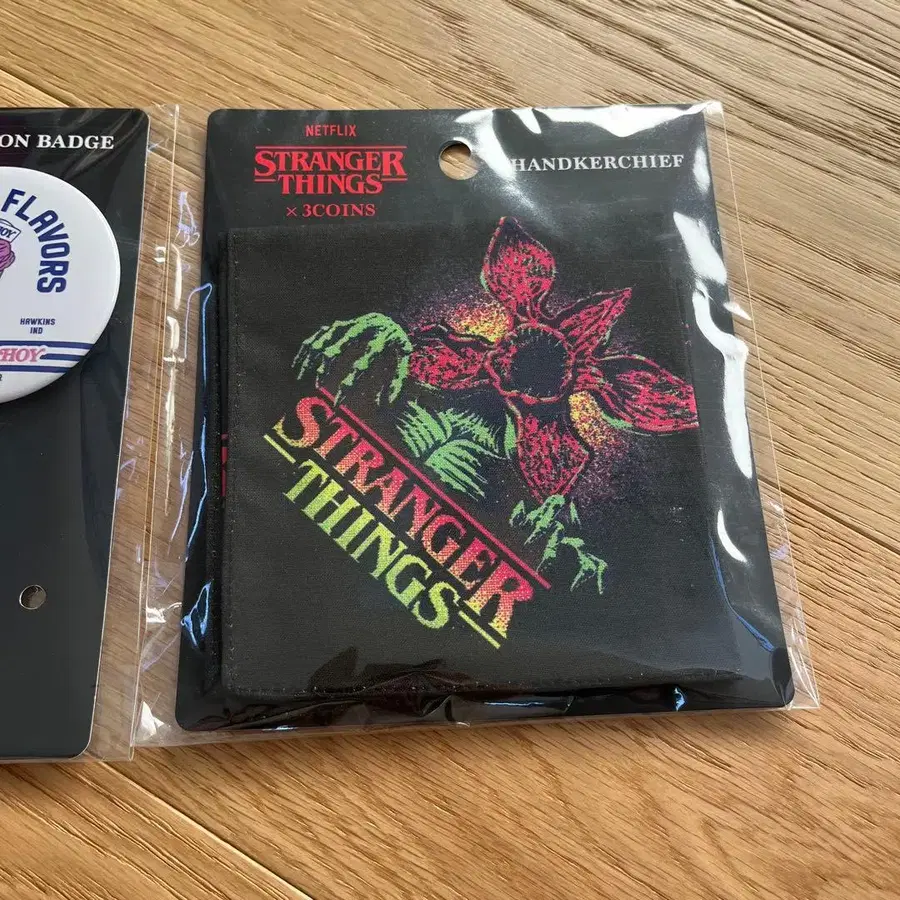 ON BADGE
FLAVORS
HOY
HAWKINS
IND
HOY
NETFLIX
STRANGER
THINGS
× 3COINS
HANDKERCHIEF
STRANGER
THINGS